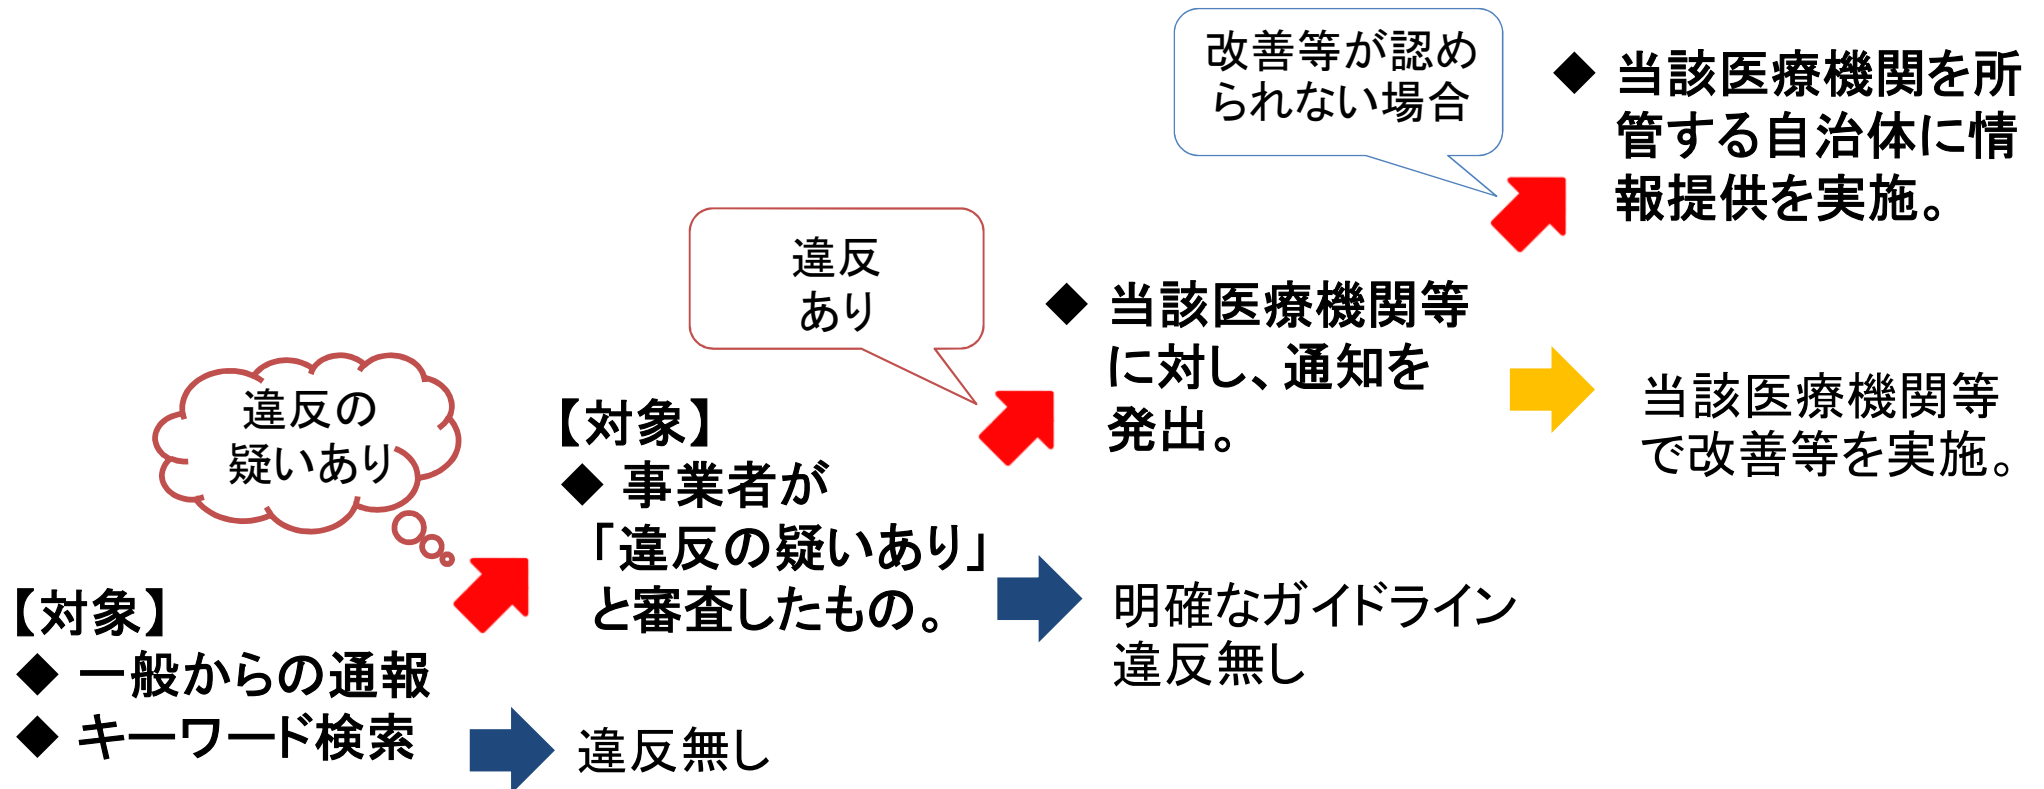 【対象】
◆ 一般からの通報
◆ キーワード検索
違反の
疑いあり
違反無し
【対象】
◆ 事業者が
「違反の疑いあり」
と審査したもの。
違反
あり
明確なガイドライン
違反無し
◆ 当該医療機関等
に対し、通知を
発出。
改善等が認め
られない場合
当該医療機関等
で改善等を実施。
◆ 当該医療機関を所
管する自治体に情
報提供を実施。